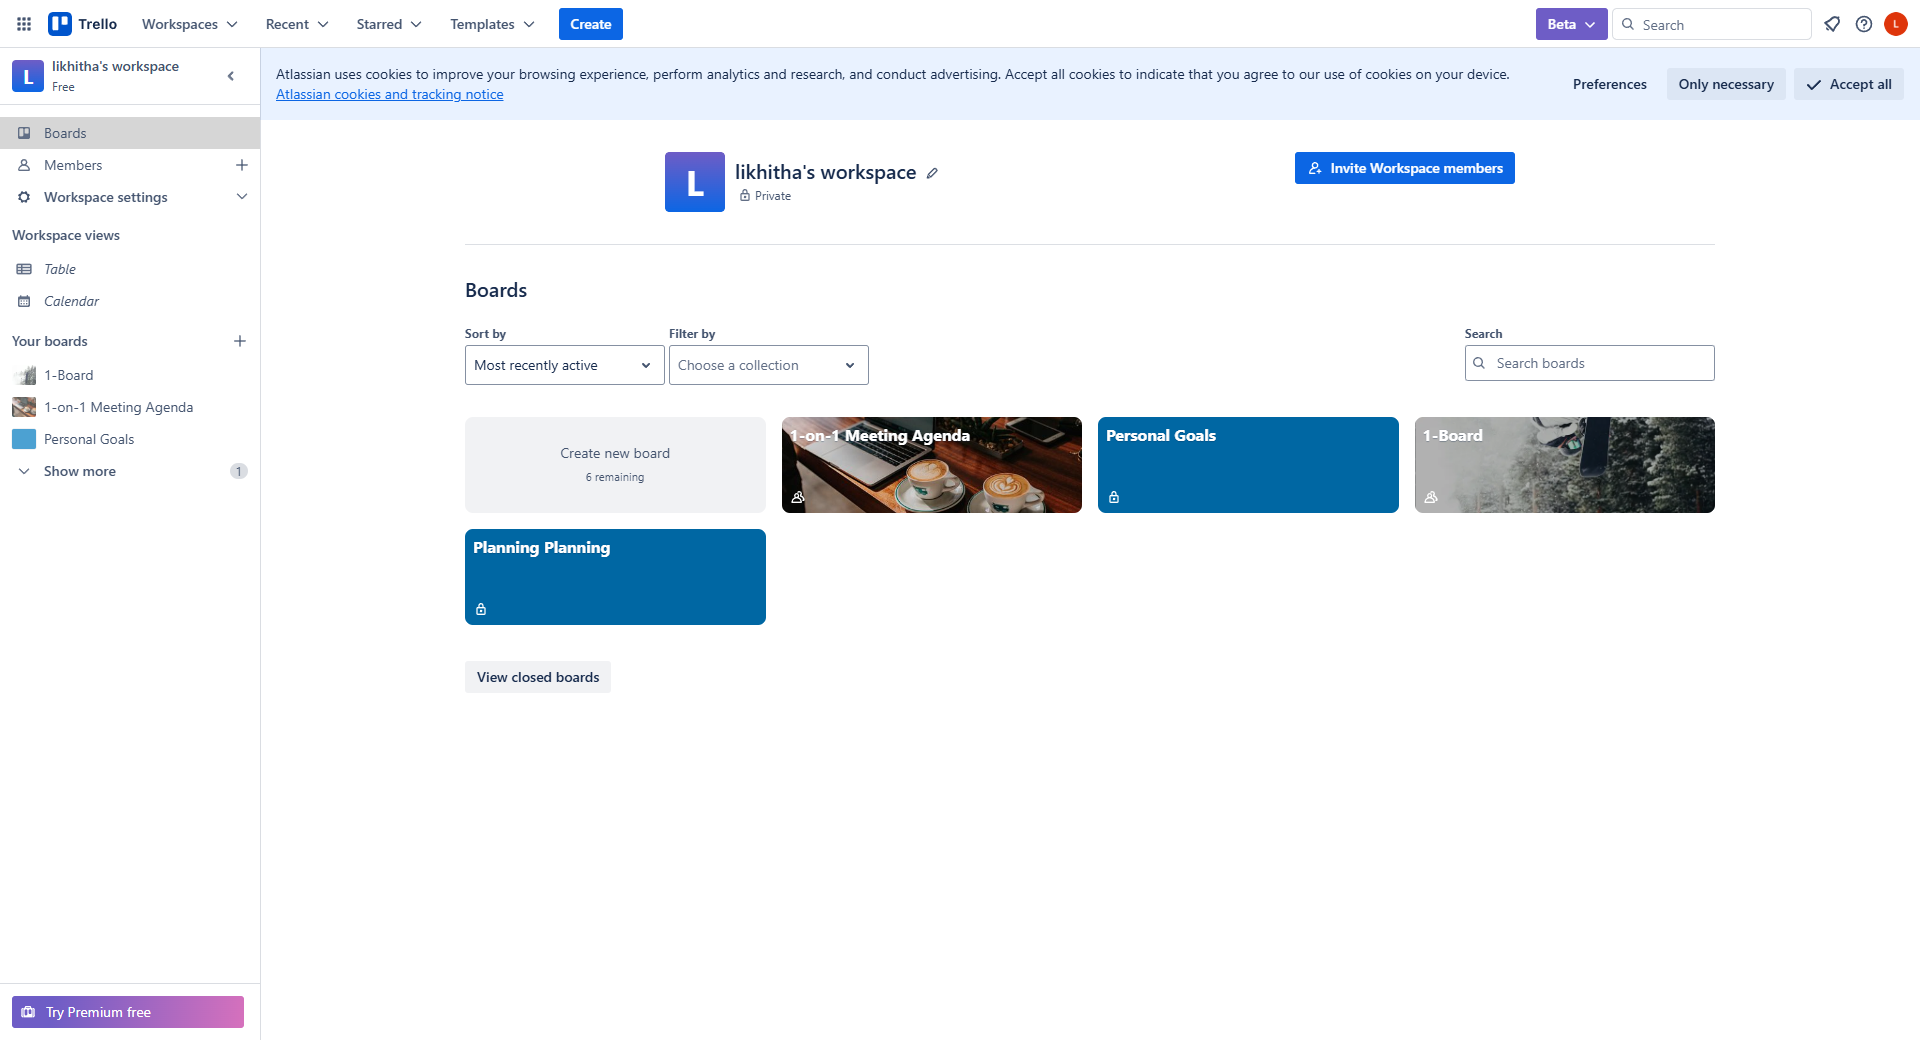 Trello
Workspaces
Recent
Starred
Templates
Create
Beta
Search
L
L
likhitha's workspace
Free
Atlassian uses cookies to improve your browsing experience, perform analytics and research, and conduct advertising. Accept all cookies to indicate that you agree to our use of cookies on your device.
Atlassian cookies and tracking notice
Preferences
Only necessary
Accept all
Boards
Members
Workspace settings
Workspace views
Table
Calendar
Your boards
1-Board
1-on-1 Meeting Agenda
Personal Goals
Show more
1
Try Premium free
L
likhitha's workspace
Private
Invite Workspace members
Boards
Sort by
Most recently active
Filter by
Choose a collection
Search
Search boards
Create new board
6 remaining
1-on-1 Meeting Agenda
Personal Goals
1-Board
Planning Planning
View closed boards